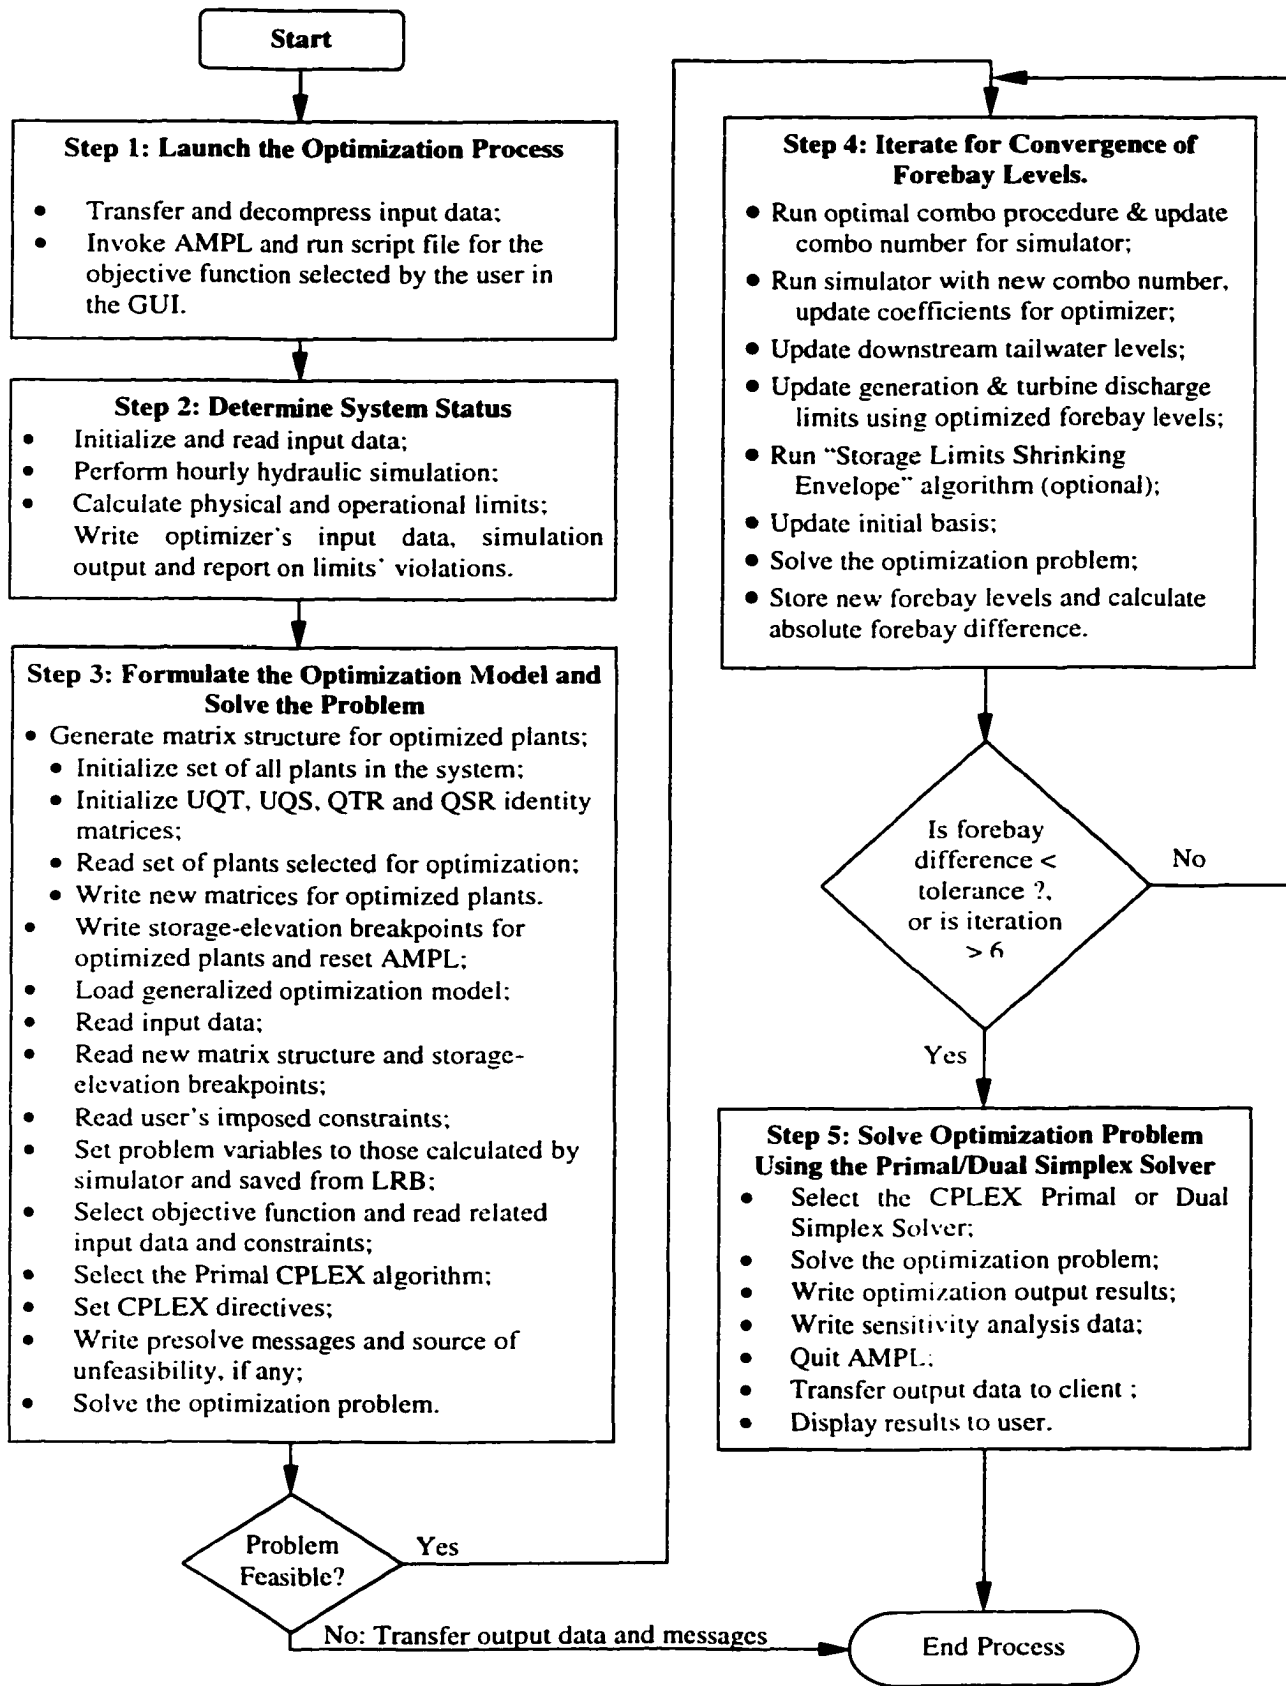 Start
Step 1: Launch the Optimization Process
• Transfer and decompress input data;
• Invoke AMPL and run script file for the
objective function selected by the user in
the GUI.
Step 2: Determine System Status
• Initialize and read input data;
• Perform hourly hydraulic simulation;
• Calculate physical and operational limits;
Write optimizer's input data, simulation
output and report on limits' violations.
Step 3: Formulate the Optimization Model and
Solve the Problem
• Generate matrix structure for optimized plants;
• Initialize set of all plants in the system;
• Initialize UQT, UQS, QTR and QSR identity
matrices;
• Read set of plants selected for optimization;
• Write new matrices for optimized plants.
• Write storage-elevation breakpoints for
optimized plants and reset AMPL;
• Load generalized optimization model;
• Read input data;
• Read new matrix structure and storage-
elevation breakpoints;
• Read user's imposed constraints;
• Set problem variables to those calculated by
simulator and saved from LRB;
• Select objective function and read related
input data and constraints;
• Select the Primal CPLEX algorithm;
• Set CPLEX directives;
• Write presolve messages and source of
unfeasibility, if any;
• Solve the optimization problem.
Problem
Feasible?
Yes
No: Transfer output data and messages
Step 4: Iterate for Convergence of
Forebay Levels.
• Run optimal combo procedure & update
combo number for simulator;
• Run simulator with new combo number,
update coefficients for optimizer;
• Update downstream tailwater levels;
• Update generation & turbine discharge
limits using optimized forebay levels;
• Run "Storage Limits Shrinking
Envelope" algorithm (optional);
• Update initial basis;
• Solve the optimization problem;
• Store new forebay levels and calculate
absolute forebay difference.
Is forebay
difference <
tolerance ?,
or is iteration
> 6
No
Yes
Step 5: Solve Optimization Problem
Using the Primal/Dual Simplex Solver
• Select the CPLEX Primal or Dual
Simplex Solver;
• Solve the optimization problem;
• Write optimization output results;
• Write sensitivity analysis data;
• Quit AMPL;
• Transfer output data to client ;
• Display results to user.
End Process